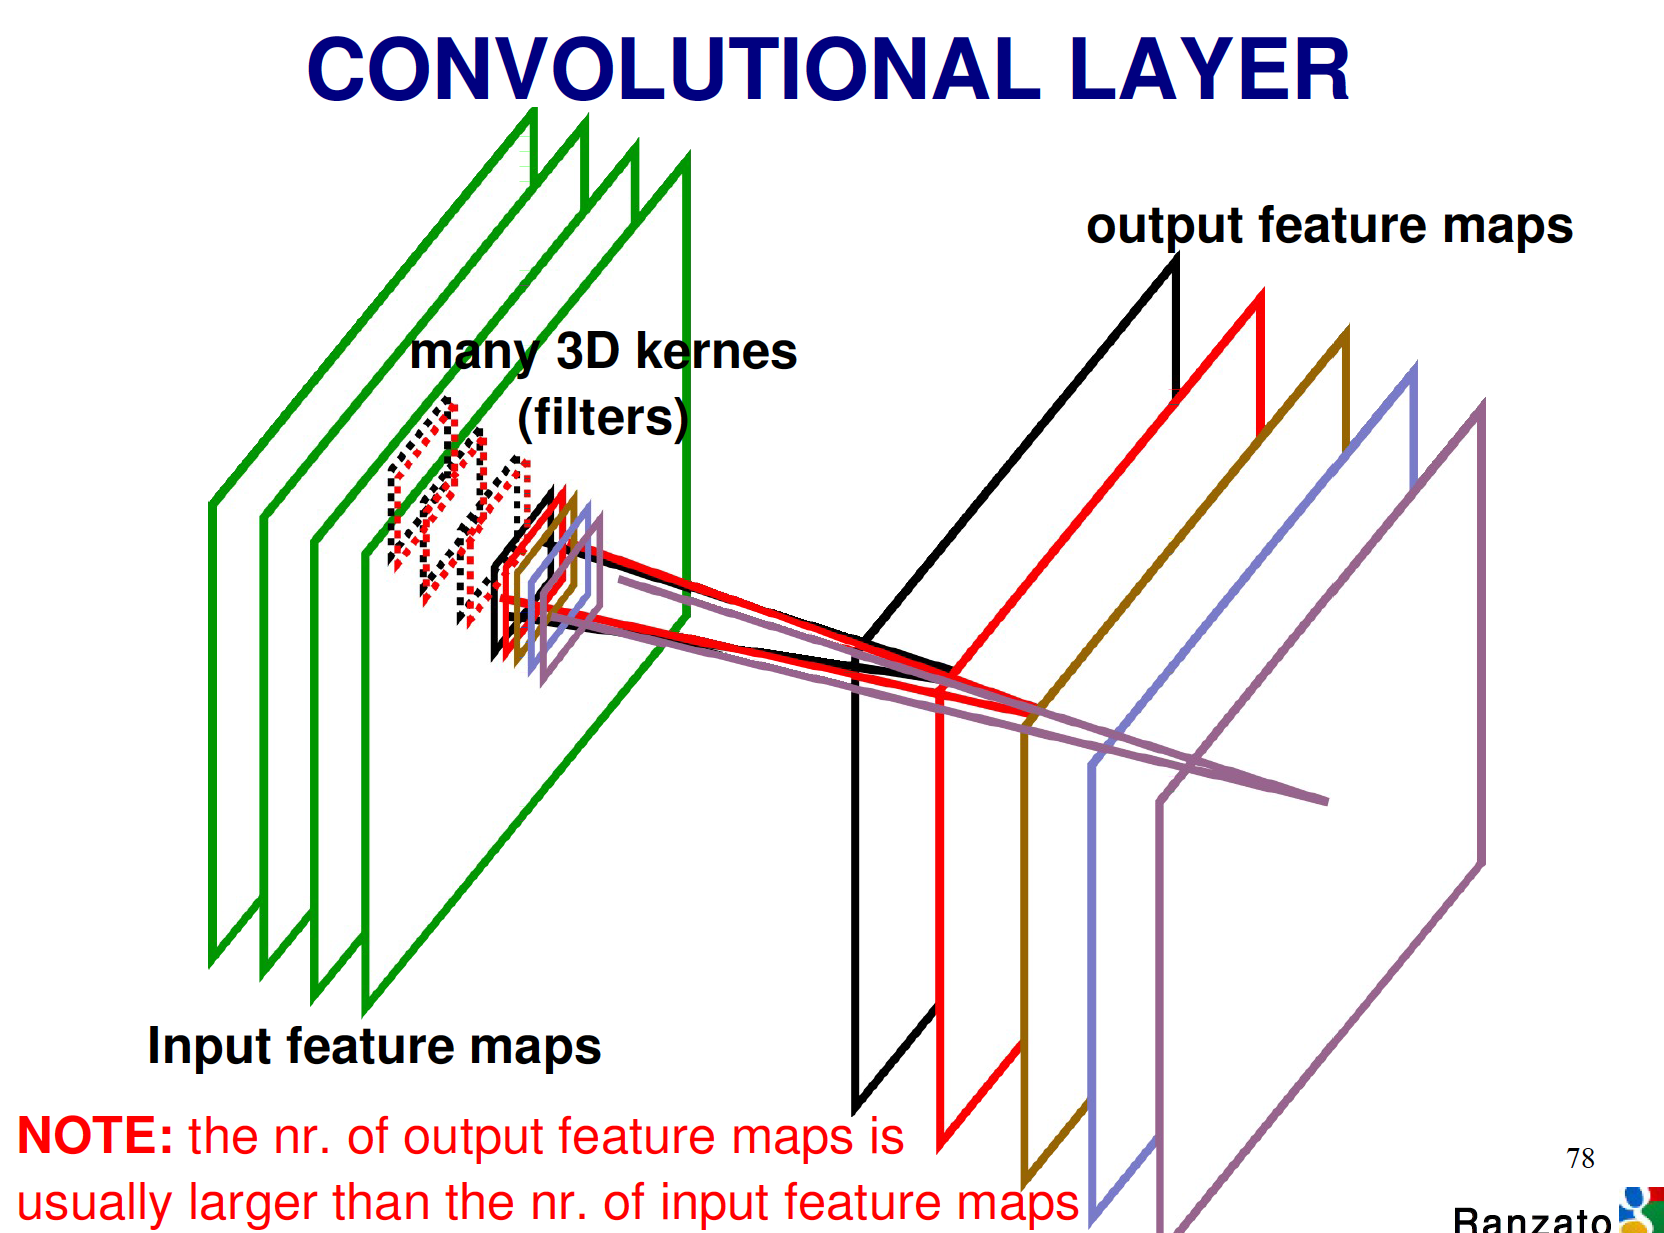 CONVOLUTIONAL LAYER
output feature maps
many 3D kernes
(filters)
Input feature maps
NOTE: the nr. of output feature maps is
usually larger than the nr. of input feature maps
78
Ranzato